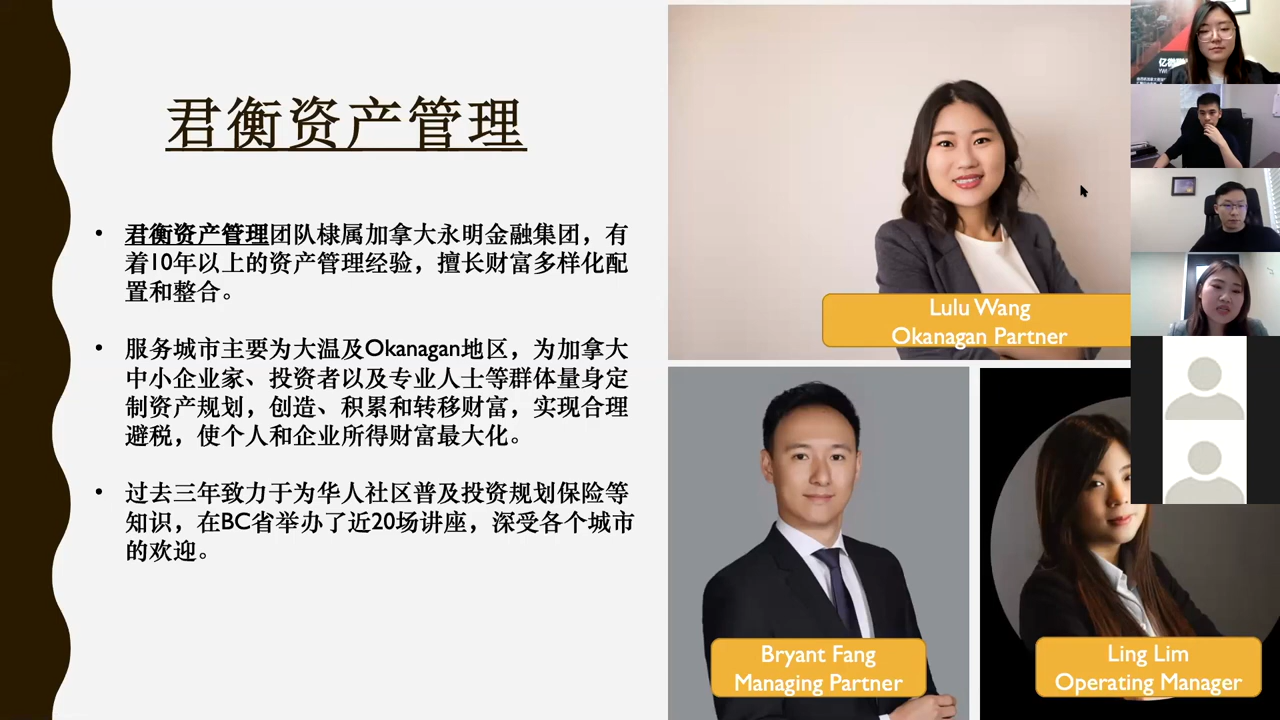 君衡资产管理
• 君衡资产管理团队棣属加拿大永明金融集团，有
着10年以上的资产管理经验，擅长财富多样化配
置和整合。
• 服务城市主要为大温及Okanagan地区，为加拿大
中小企业家、投资者以及专业人士等群体量身定
制资产规划，创造、积累和转移财富，实现合理
避税，使个人和企业所得财富最大化。
• 过去三年致力于为华人社区普及投资规划保险等
知识，在BC省举办了近20场讲座，深受各个城市
的欢迎。
Lulu Wang
Okanagan Partner
Bryant Fang
Managing Partner
Ling Lim
Operating Manager